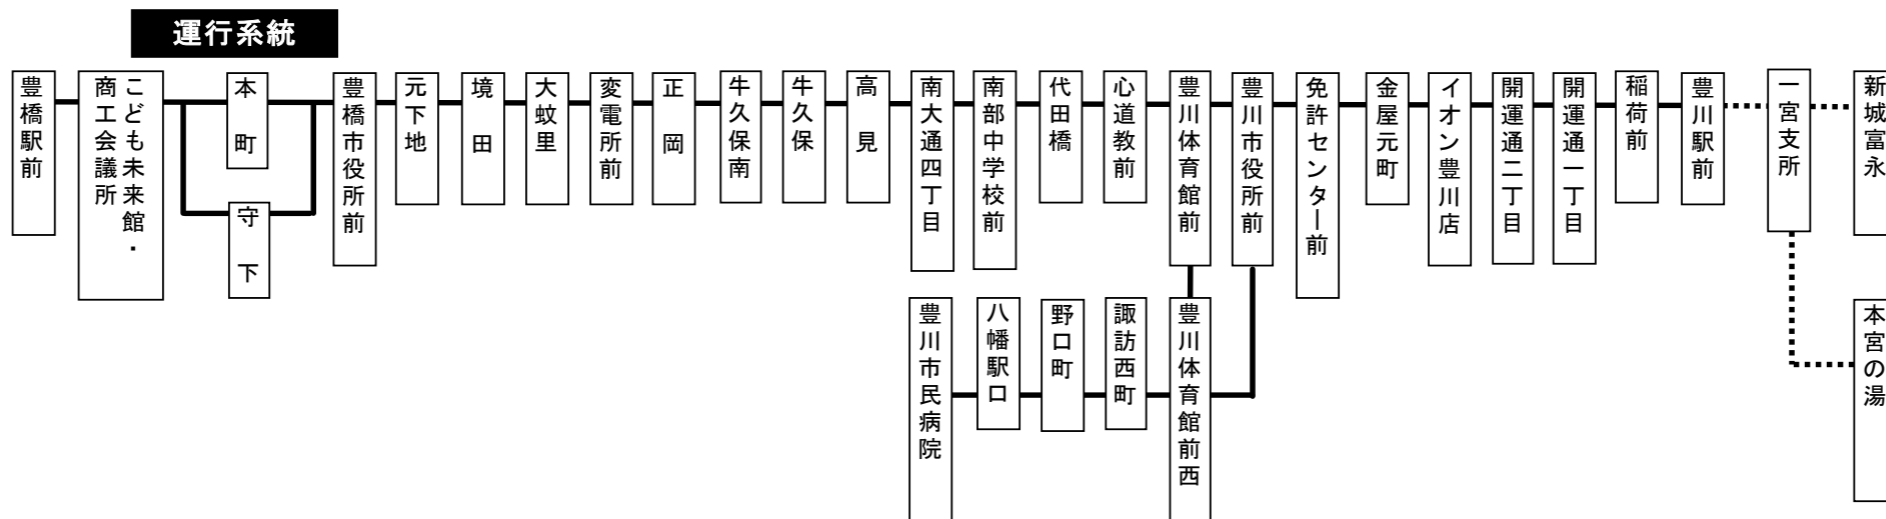 運行系統
豊橋駅前
こども未来館・
商工会議所
本町
守下
豊橋市役所前
元下地
境田
大蚊里
変電所前
正岡
牛久保南
牛久保
高見
南大通四丁目
南部中学校前
代田橋
心道教前
豊川体育館前
豊川市役所前
免許センター前
金屋元町
イオン豊川店
開運通二丁目
開運通一丁目
稲荷前
豊川駅前
一宮支所
新城富永
豊川市民病院
八幡駅口
野口町
諏訪西町
豊川体育館前西
本宮の湯